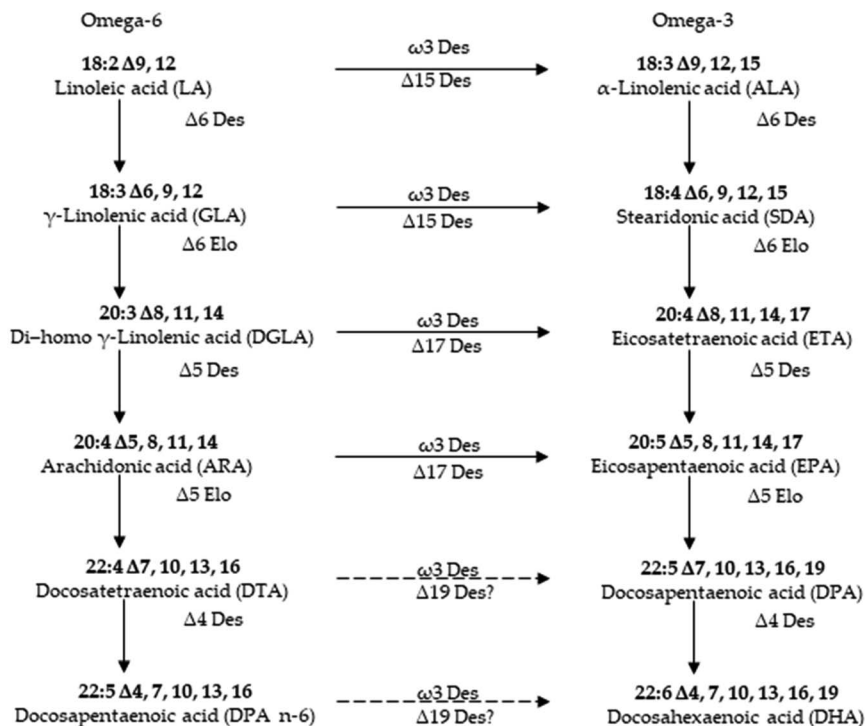 Omega-6
Omega-3
18:2 Δ9, 12
Linoleic acid (LA)
ω3 Des
Δ15 Des
18:3 Δ9, 12, 15
α-Linolenic acid (ALA)
Δ6 Des
Δ6 Des
18:3 Δ6, 9, 12
γ-Linolenic acid (GLA)
ω3 Des
Δ15 Des
18:4 Δ6, 9, 12, 15
Stearidonic acid (SDA)
Δ6 Elo
Δ6 Elo
20:3 Δ8, 11, 14
Di–homo γ-Linolenic acid (DGLA)
ω3 Des
Δ17 Des
20:4 Δ8, 11, 14, 17
Eicosatetraenoic acid (ETA)
Δ5 Des
Δ5 Des
20:4 Δ5, 8, 11, 14
Arachidonic acid (ARA)
ω3 Des
Δ17 Des
20:5 Δ5, 8, 11, 14, 17
Eicosapentaenoic acid (EPA)
Δ5 Elo
Δ5 Elo
22:4 Δ7, 10, 13, 16
Docosatetraenoic acid (DTA)
ω3 Des
Δ19 Des?
22:5 Δ7, 10, 13, 16, 19
Docosapentaenoic acid (DPA)
Δ4 Des
Δ4 Des
22:5 Δ4, 7, 10, 13, 16
Docosapentaenoic acid (DPA n-6)
ω3 Des
Δ19 Des?
22:6 Δ4, 7, 10, 13, 16, 19
Docosahexaenoic acid (DHA)